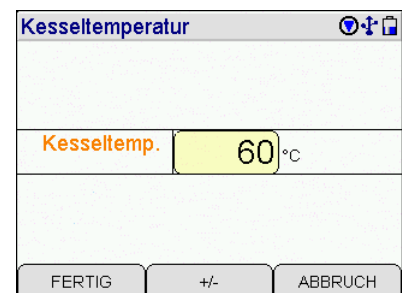 Kesseltemperatur
Kesseltemp. 60 °C
FERTIG +/- ABBRUCH